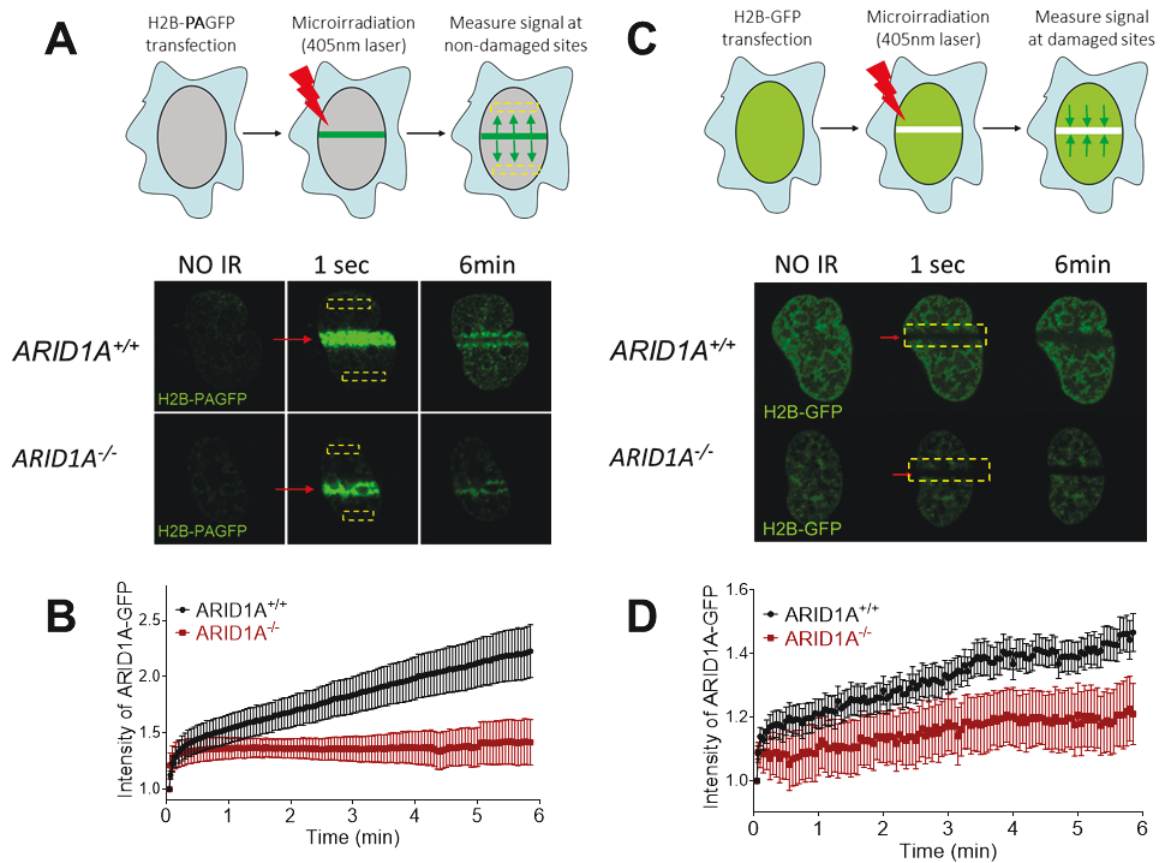 A
H2B-PAGFP
transfection
Microirradiation
(405nm laser)
Measure signal at
non-damaged sites
NO IR
1 sec
6min
ARID1A+/+
H2B-PAGFP
ARID1A-/-
H2B-PAGFP
B
Intensity of ARID1A-GFP
ARID1A+/+
ARID1A-/-
2.5
2.0
1.5
1.0
0
1
2
3
4
5
6
Time (min)
C
H2B-GFP
transfection
Microirradiation
(405nm laser)
Measure signal
at damaged sites
NO IR
1 sec
6min
ARID1A+/+
H2B-GFP
ARID1A-/-
H2B-GFP
D
Intensity of ARID1A-GFP
ARID1A+/+
ARID1A-/-
1.6
1.4
1.2
1.0
0
1
2
3
4
5
6
Time (min)